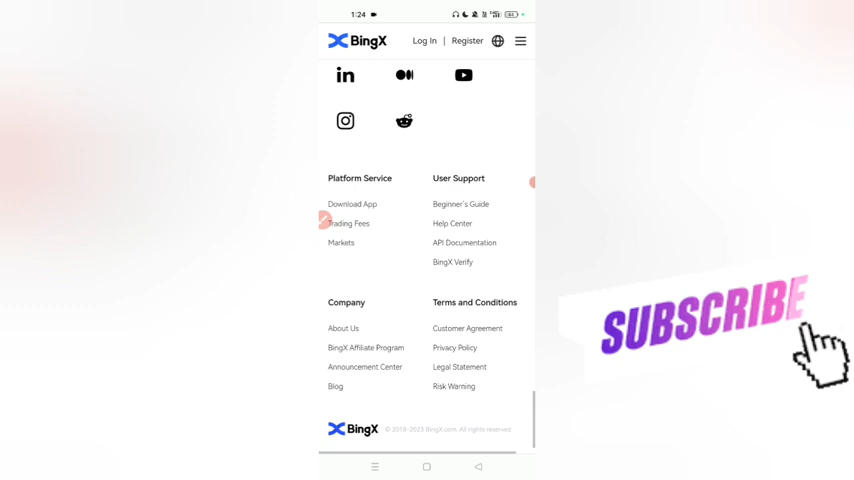 1:24
BingX Log In | Register
Platform Service User Support
Download App Beginner's Guide
Trading Fees Help Center
Markets API Documentation
BingX Verify
Company Terms and Conditions
About Us Customer Agreement
BingX Affiliate Program Privacy Policy
Announcement Center Legal Statement
Blog Risk Warning
BingX © 2018-2023 BingX.com. All rights reserved.
SUBSCRIBE